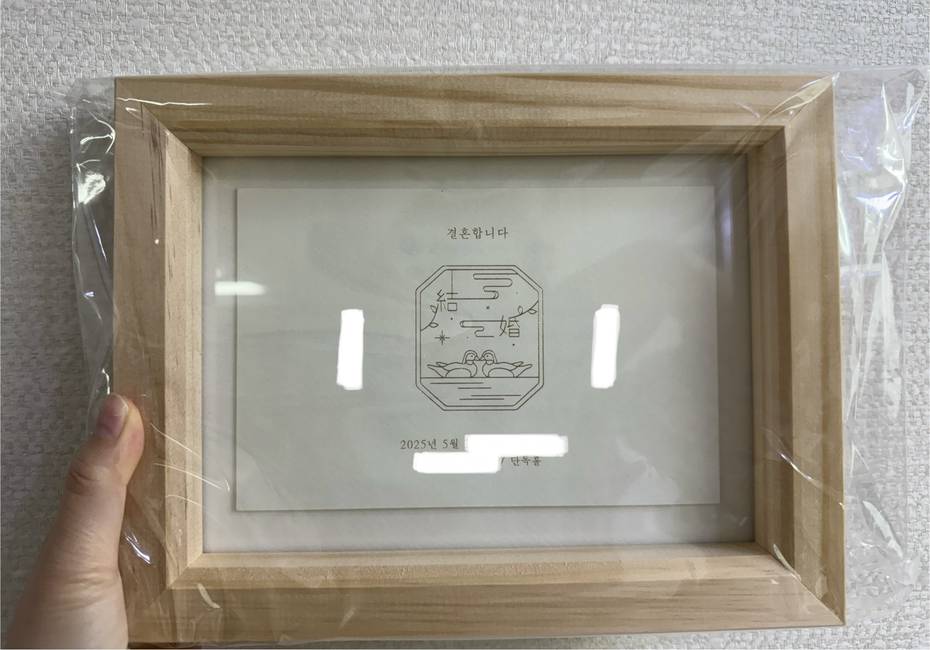 결혼합니다
結
婚
2025년 5월
/ 단독홀